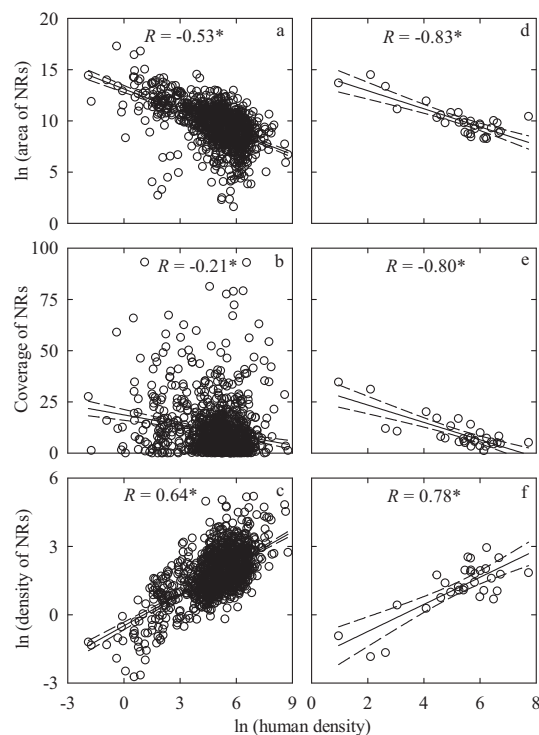 R = -0.53* a
R = -0.83* d
ln (area of NRs)
20
15
10
5
0
R = -0.21* b
R = -0.80* e
Coverage of NRs
100
75
50
25
0
R = 0.64* c
R = 0.78* f
ln (density of NRs)
6
3
0
-3
-3 0 3 6 9
0 2 4 6 8
ln (human density)